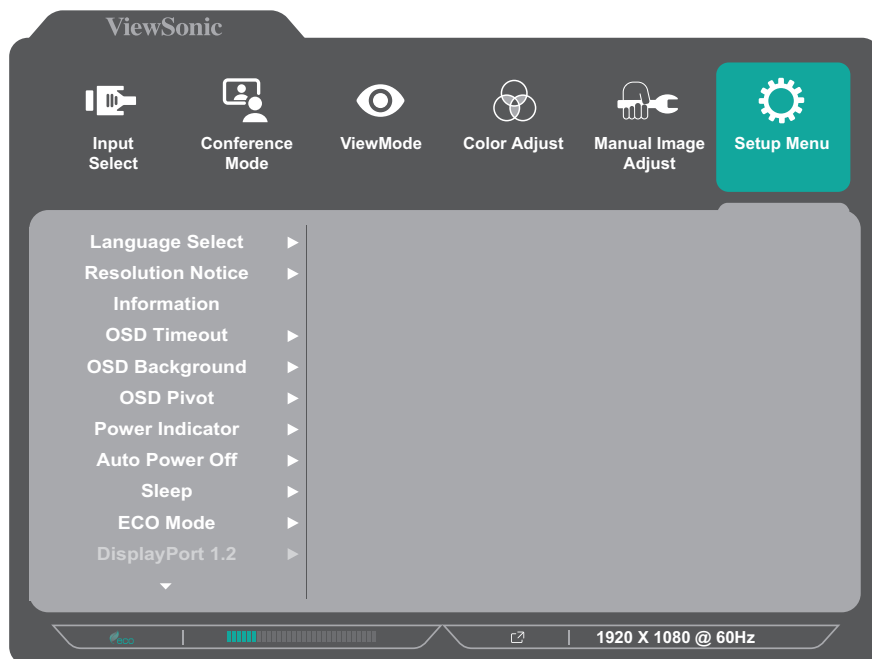 ViewSonic
Input
Select
Conference
Mode
ViewMode
Color Adjust
Manual Image
Adjust
Setup Menu
Language Select
Resolution Notice
Information
OSD Timeout
OSD Background
OSD Pivot
Power Indicator
Auto Power Off
Sleep
ECO Mode
DisplayPort 1.2
eco
1920 X 1080 @ 60Hz